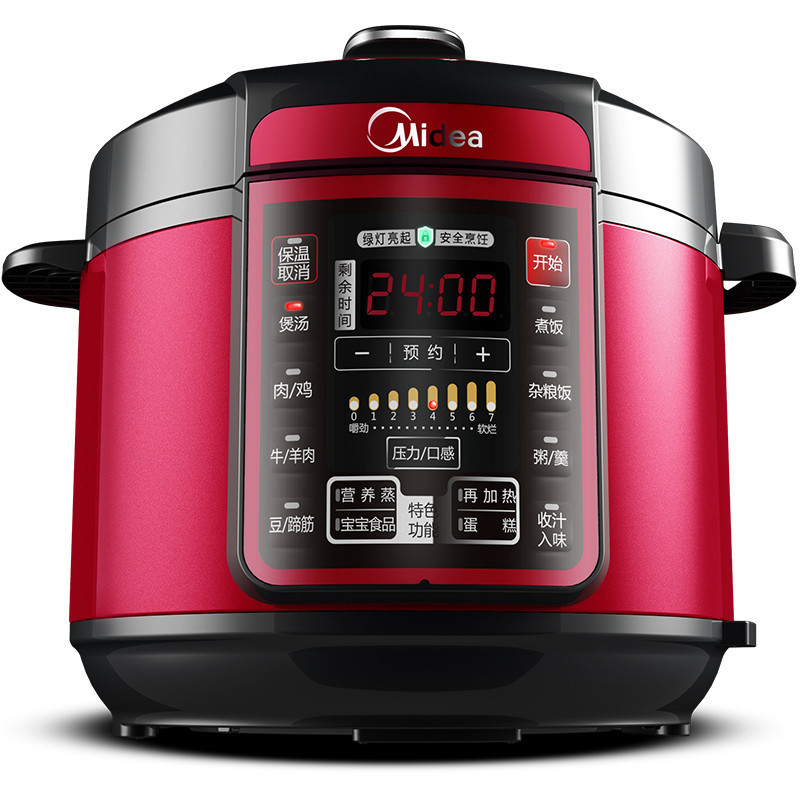 Midea
绿灯亮起 安全烹饪
保温
取消
剩余时间
24:00
开始
煲汤
煮饭
− 预约 +
肉/鸡
杂粮饭
0 1 2 3 4 5 6 7
嚼劲 软烂
牛/羊肉
压力/口感
粥/羹
营养蒸
宝宝食品
特色
功能
再加热
蛋糕
豆/蹄筋
收汁
入味